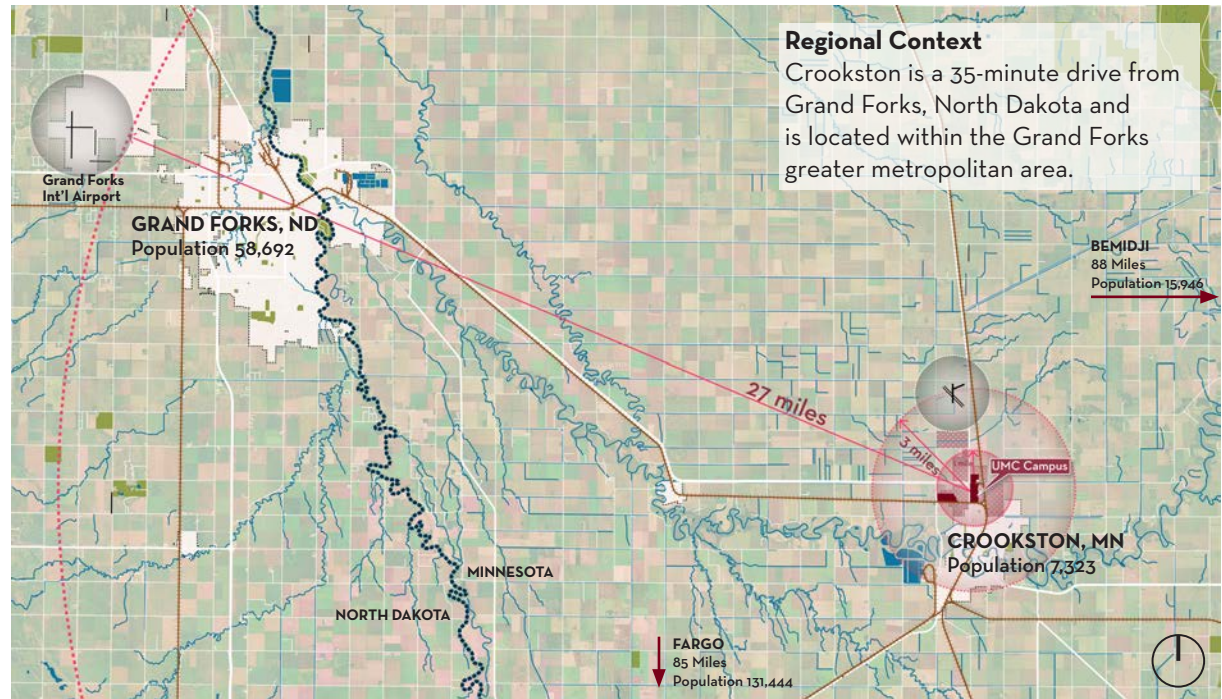 Regional Context
Crookston is a 35-minute drive from
Grand Forks, North Dakota and
is located within the Grand Forks
greater metropolitan area.
Grand Forks
Int'l Airport
GRAND FORKS, ND
Population 58,692
BEMIDJI
88 Miles
Population 15,946
27 miles
3 miles
UMC Campus
CROOKSTON, MN
Population 7,323
MINNESOTA
NORTH DAKOTA
FARGO
85 Miles
Population 131,444